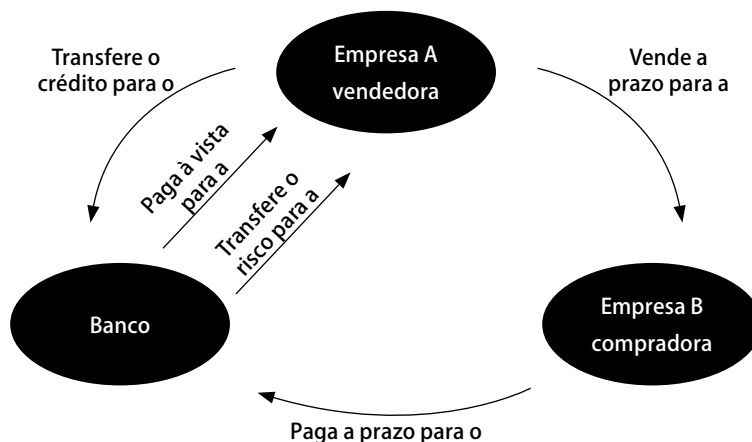 Transfere o
crédito para o
Empresa A
vendedora
Vende a
prazo para a
Paga à vista
para a
Transfere o
risco para a
Banco
Empresa B
compradora
Paga a prazo para o